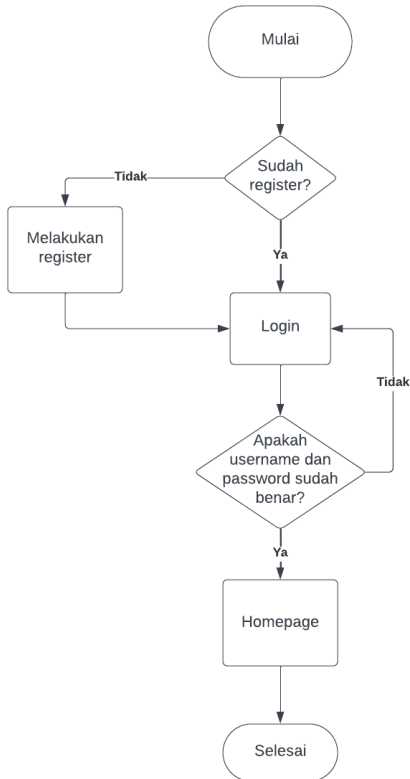 Mulai
Sudah
register?
Tidak
Melakukan
register
Ya
Login
Tidak
Apakah
username dan
password sudah
benar?
Ya
Homepage
Selesai